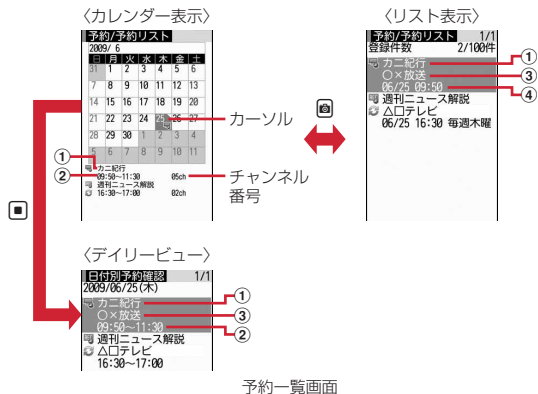 〈カレンダー表示〉
予約/予約リスト
2009/ 6
日 月 火 水 木 金 土
31 1 2 3 4 5 6
7 8 9 10 11 12 13
14 15 16 17 18 19 20
21 22 23 24 25 26 27
28 29 30 1 2 3 4
5 6 7 8 9 10 11
カーソル
① カニ紀行
② 09:50～11:30 05ch
週刊ニュース解説
16:30～17:00 02ch
チャンネル
番号
〈リスト表示〉
予約/予約リスト 1/1
登録件数 2/100件
カニ紀行 ①
○×放送 ③
06/25 09:50 ④
週刊ニュース解説
△□テレビ
06/25 16:30 毎週木曜
〈デイリービュー〉
日付別予約確認 1/1
2009/06/25(木)
カニ紀行 ①
○×放送 ③
09:50～11:30 ②
週刊ニュース解説
△□テレビ
16:30～17:00
予約一覧画面